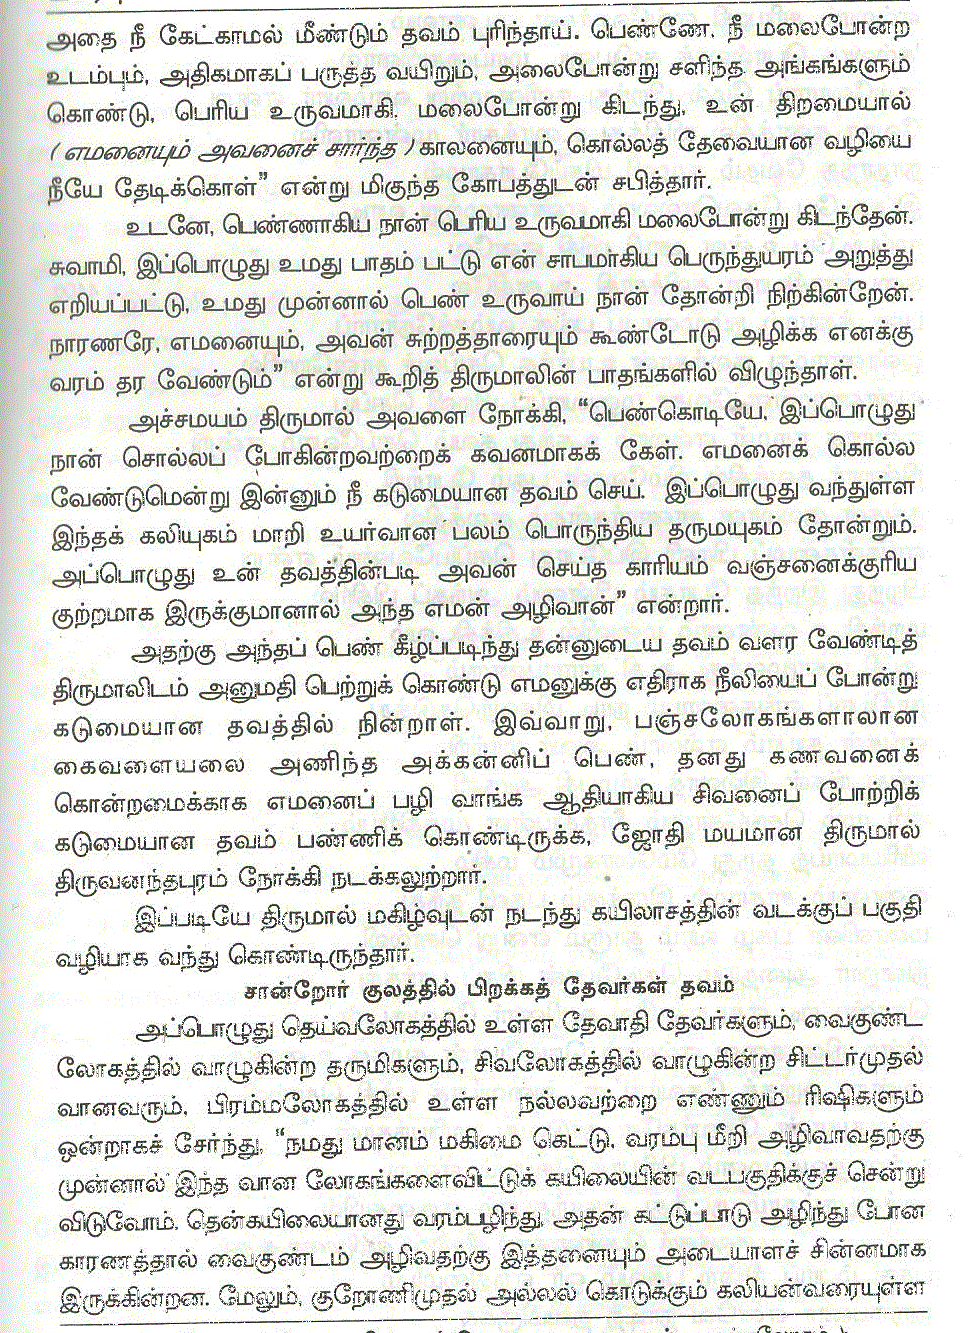 அதை நீ கேட்காமல் மீண்டும் தவம் புரிந்தாய். பெண்ணே, நீ மலைபோன்ற
உடம்பும், அதிகமாகப் பருத்த வயிறும், அலைபோன்று சளிந்த அங்கங்களும்
கொண்டு, பெரிய உருவமாகி, மலைபோன்று கிடந்து, உன் திறமையால்
(எமனையும் அவனைச் சார்ந்த) காலனையும், கொல்லத் தேவையான வழியை
நீயே தேடிக்கொள்" என்று மிகுந்த கோபத்துடன் சபித்தார்.
உடனே, பெண்ணாகிய நான் பெரிய உருவமாகி மலைபோன்று கிடந்தேன்.
சுவாமி, இப்பொழுது உமது பாதம் பட்டு என் சாபமாகிய பெருந்துயரம் அறுத்து
எறியப்பட்டு, உமது முன்னால் பெண் உருவாய் நான் தோன்றி நிற்கின்றேன்.
நாரணரே, எமனையும், அவன் சுற்றத்தாரையும் கூண்டோடு அழிக்க எனக்கு
வரம் தர வேண்டும்" என்று கூறித் திருமாலின் பாதங்களில் விழுந்தாள்.
அச்சமயம் திருமால் அவளை நோக்கி, "பெண்கொடியே, இப்பொழுது
நான் சொல்லப் போகின்றவற்றைக் கவனமாகக் கேள். எமனைக் கொல்ல
வேண்டுமென்று இன்னும் நீ கடுமையான தவம் செய். இப்பொழுது வந்துள்ள
இந்தக் கலியுகம் மாறி உயர்வான பலம் பொருந்திய தருமயுகம் தோன்றும்.
அப்பொழுது உன் தவத்தின்படி அவன் செய்த காரியம் வஞ்சனைக்குரிய
குற்றமாக இருக்குமானால் அந்த எமன் அழிவான்" என்றார்.
அதற்கு அந்தப் பெண் கீழ்ப்படிந்து தன்னுடைய தவம் வளர வேண்டித்
திருமாலிடம் அனுமதி பெற்றுக் கொண்டு எமனுக்கு எதிராக நீலியைப் போன்று
கடுமையான தவத்தில் நின்றாள். இவ்வாறு, பஞ்சலோகங்களாலான
கைவளையலை அணிந்த அக்கன்னிப் பெண், தனது கணவனைக்
கொன்றமைக்காக எமனைப் பழி வாங்க ஆதியாகிய சிவனைப் போற்றிக்
கடுமையான தவம் பண்ணிக் கொண்டிருக்க, ஜோதி மயமான திருமால்
திருவனந்தபுரம் நோக்கி நடக்கலுற்றார்.
இப்படியே திருமால் மகிழ்வுடன் நடந்து கயிலாசத்தின் வடக்குப் பகுதி
வழியாக வந்து கொண்டிருந்தார்.
சான்றோர் குலத்தில் பிறக்கத் தேவர்கள் தவம்
அப்பொழுது தெய்வலோகத்தில் உள்ள தேவாதி தேவர்களும், வைகுண்ட
லோகத்தில் வாழுகின்ற தருமிகளும், சிவலோகத்தில் வாழுகின்ற சிட்டர்முதல்
வானவரும், பிரம்மலோகத்தில் உள்ள நல்லவற்றை எண்ணும் ரிஷிகளும்
ஒன்றாகச் சேர்ந்து, "நமது மானம் மகிமை கெட்டு, வரம்பு மீறி அழிவாவதற்கு
முன்னால் இந்த வான லோகங்களைவிட்டுக் கயிலையின் வடபகுதிக்குச் சென்று
விடுவோம். தென்கயிலையானது வரம்பழிந்து, அதன் கட்டுப்பாடு அழிந்து போன
காரணத்தால் வைகுண்டம் அழிவதற்கு இத்தனையும் அடையாளச் சின்னமாக
இருக்கின்றன. மேலும், குறோணிமுதல் அல்லல் கொடுக்கும் கலியன்வரையுள்ள